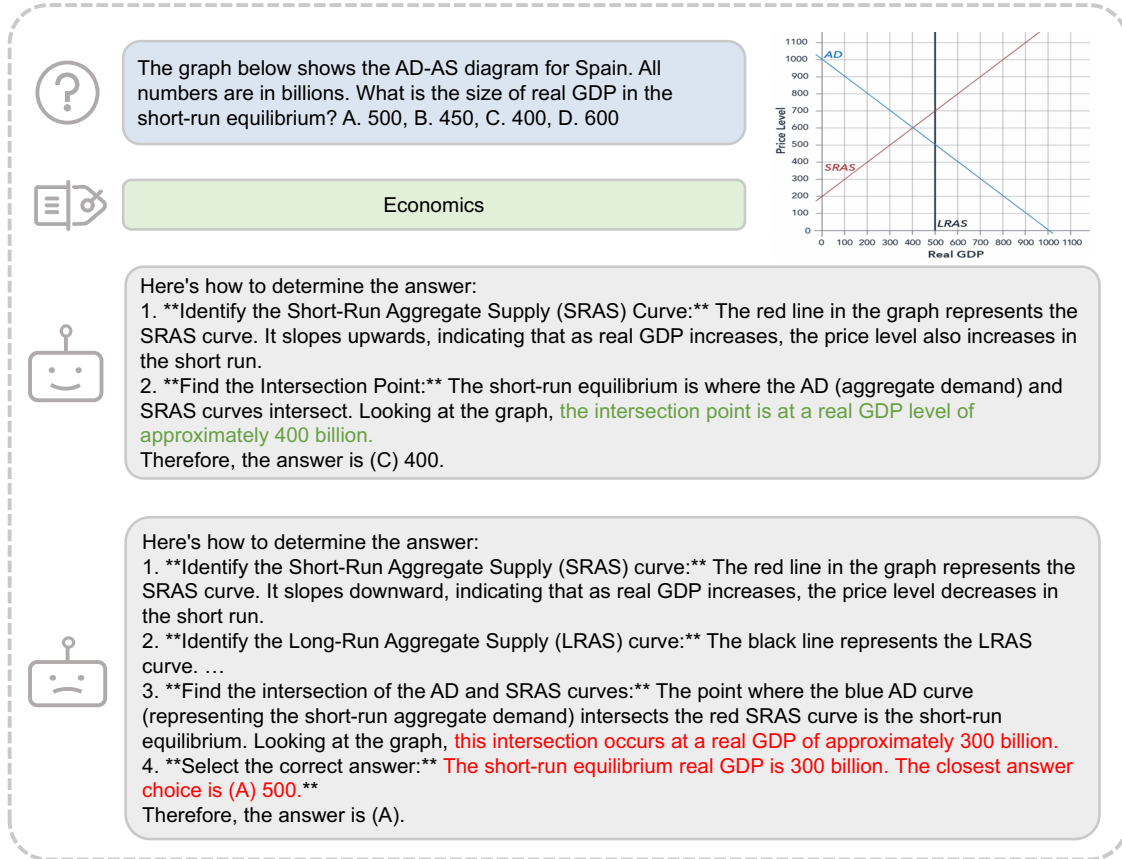 The graph below shows the AD-AS diagram for Spain. All
numbers are in billions. What is the size of real GDP in the
short-run equilibrium? A. 500, B. 450, C. 400, D. 600
1100
1000
900
800
700
600
500
400
300
200
100
0
Price Level
AD
SRAS
LRAS
0 100 200 300 400 500 600 700 800 900 1000 1100
Real GDP
Economics
Here's how to determine the answer:
1. **Identify the Short-Run Aggregate Supply (SRAS) Curve:** The red line in the graph represents the
SRAS curve. It slopes upwards, indicating that as real GDP increases, the price level also increases in
the short run.
2. **Find the Intersection Point:** The short-run equilibrium is where the AD (aggregate demand) and
SRAS curves intersect. Looking at the graph, the intersection point is at a real GDP level of
approximately 400 billion.
Therefore, the answer is (C) 400.
Here's how to determine the answer:
1. **Identify the Short-Run Aggregate Supply (SRAS) curve:** The red line in the graph represents the
SRAS curve. It slopes downward, indicating that as real GDP increases, the price level decreases in
the short run.
2. **Identify the Long-Run Aggregate Supply (LRAS) curve:** The black line represents the LRAS
curve. …
3. **Find the intersection of the AD and SRAS curves:** The point where the blue AD curve
(representing the short-run aggregate demand) intersects the red SRAS curve is the short-run
equilibrium. Looking at the graph, this intersection occurs at a real GDP of approximately 300 billion.
4. **Select the correct answer:** The short-run equilibrium real GDP is 300 billion. The closest answer
choice is (A) 500.**
Therefore, the answer is (A).